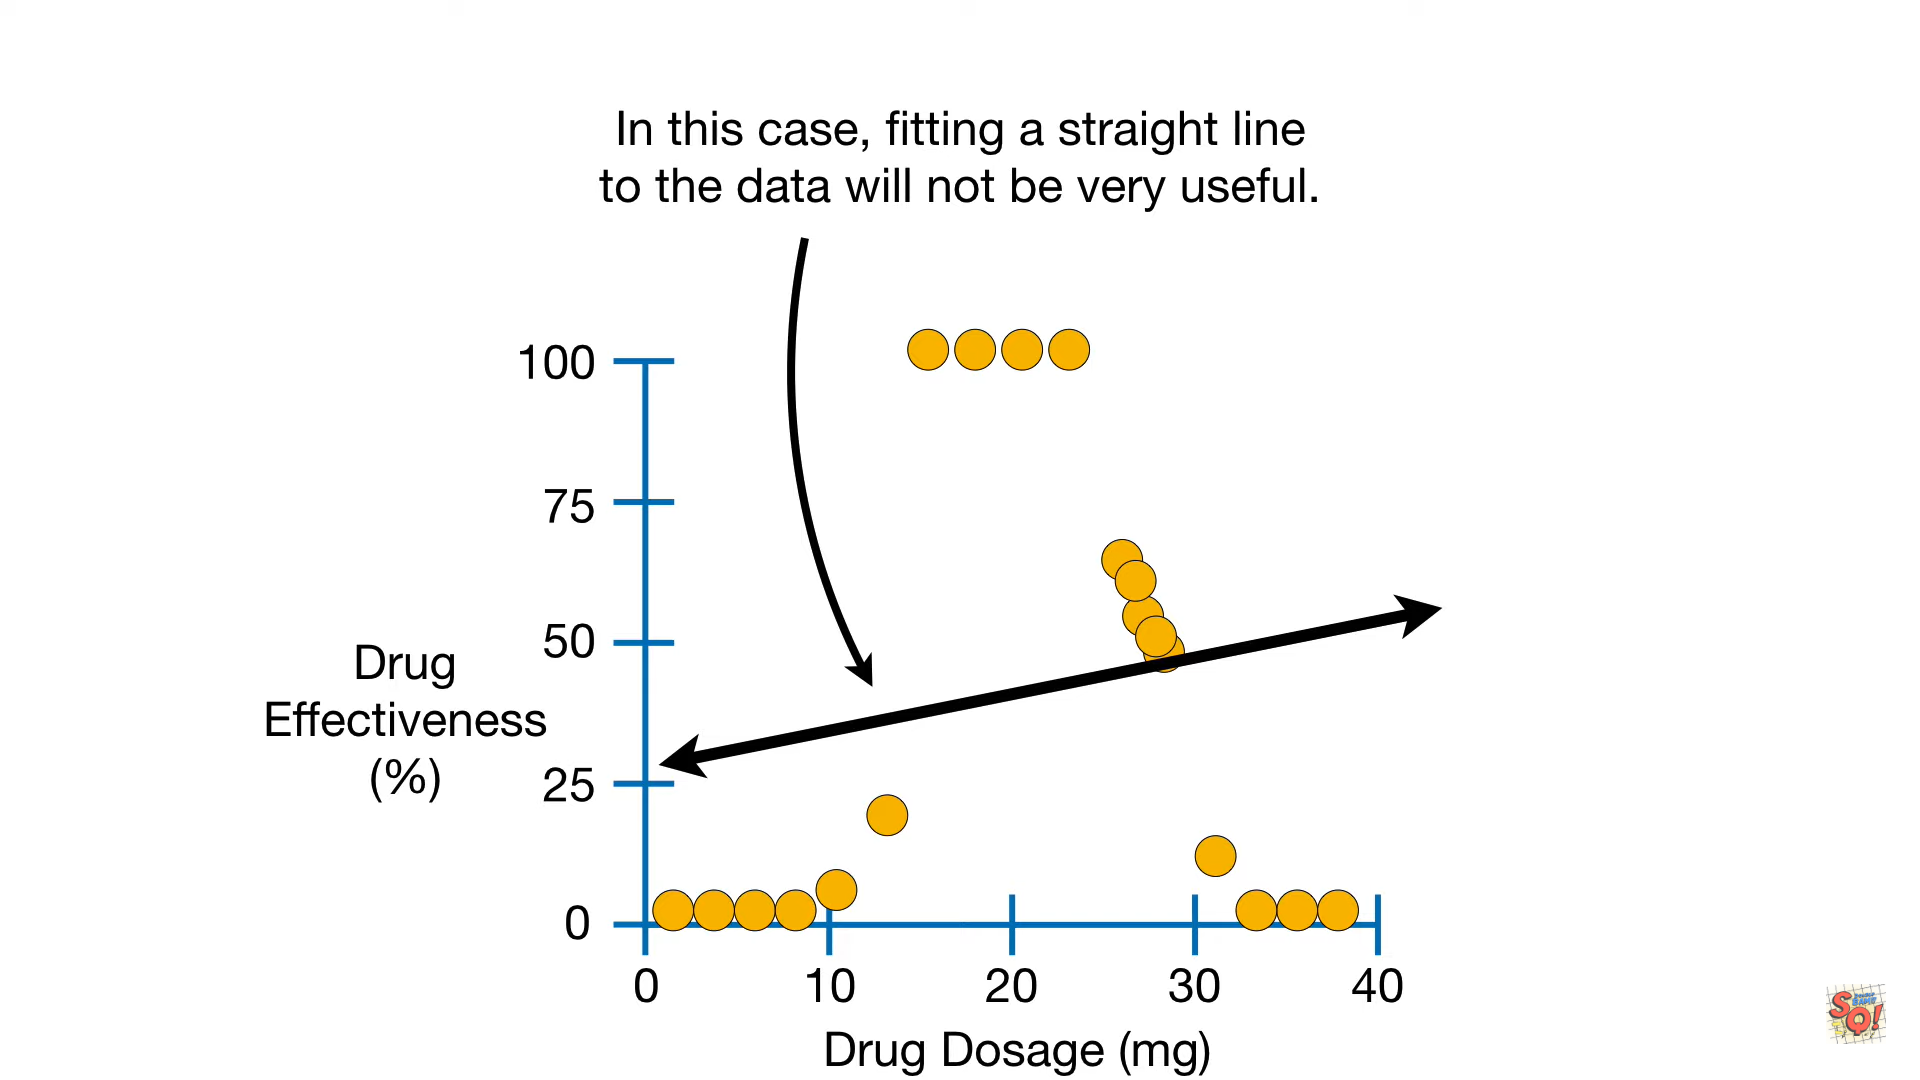 In this case, fitting a straight line
to the data will not be very useful.
100
75
50
25
0
Drug
Effectiveness
(%)
0 10 20 30 40
Drug Dosage (mg)
SQ!